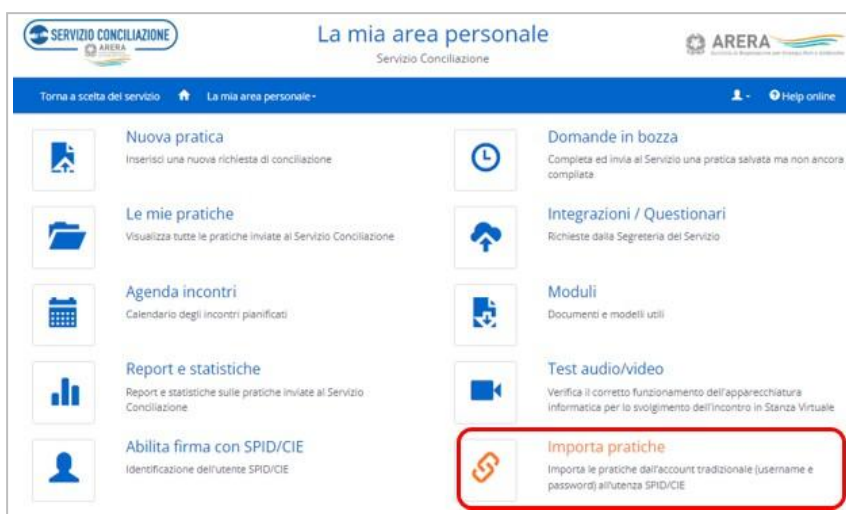 SERVIZIO CONCILIAZIONE
ARERA
La mia area personale
Servizio Conciliazione
ARERA
Torna a scelta del servizio
La mia area personale
Help online
Nuova pratica
Inserisci una nuova richiesta di conciliazione
Domande in bozza
Completa ed invia al Servizio una pratica salvata ma non ancora
compilata
Le mie pratiche
Visualizza tutte le pratiche inviate al Servizio Conciliazione
Integrazioni / Questionari
Richieste dalla Segreteria del Servizio
Agenda incontri
Calendario degli incontri pianificati
Moduli
Documenti e modelli utili
Report e statistiche
Report e statistiche sulle pratiche inviate al Servizio
Conciliazione
Test audio/video
Verifica il corretto funzionamento dell'apparecchiatura
informatica per lo svolgimento dell'incontro in Stanza Virtuale
Abilita firma con SPID/CIE
Identificazione dell'utente SPID/CIE
Importa pratiche
Importa le pratiche dall'account tradizionale (username e
password) all'utenza SPID/CIE